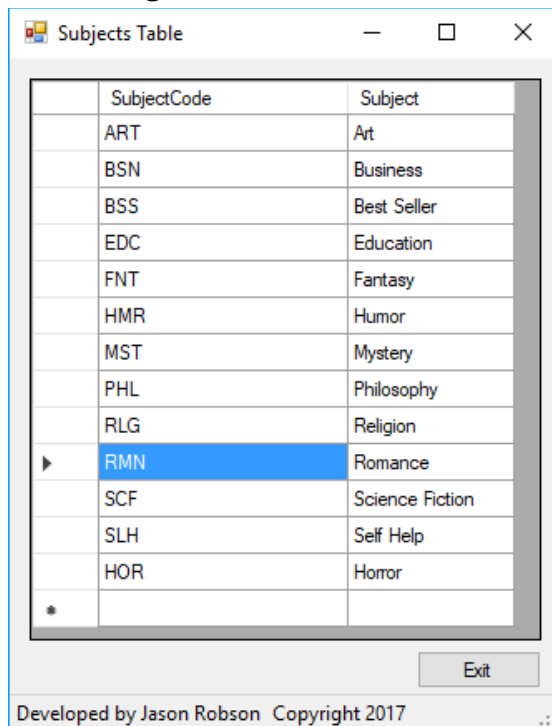 Subjects Table
SubjectCode Subject
ART Art
BSN Business
BSS Best Seller
EDC Education
FNT Fantasy
HMR Humor
MST Mystery
PHL Philosophy
RLG Religion
RMN Romance
SCF Science Fiction
SLH Self Help
HOR Horror
Exit
Developed by Jason Robson Copyright 2017